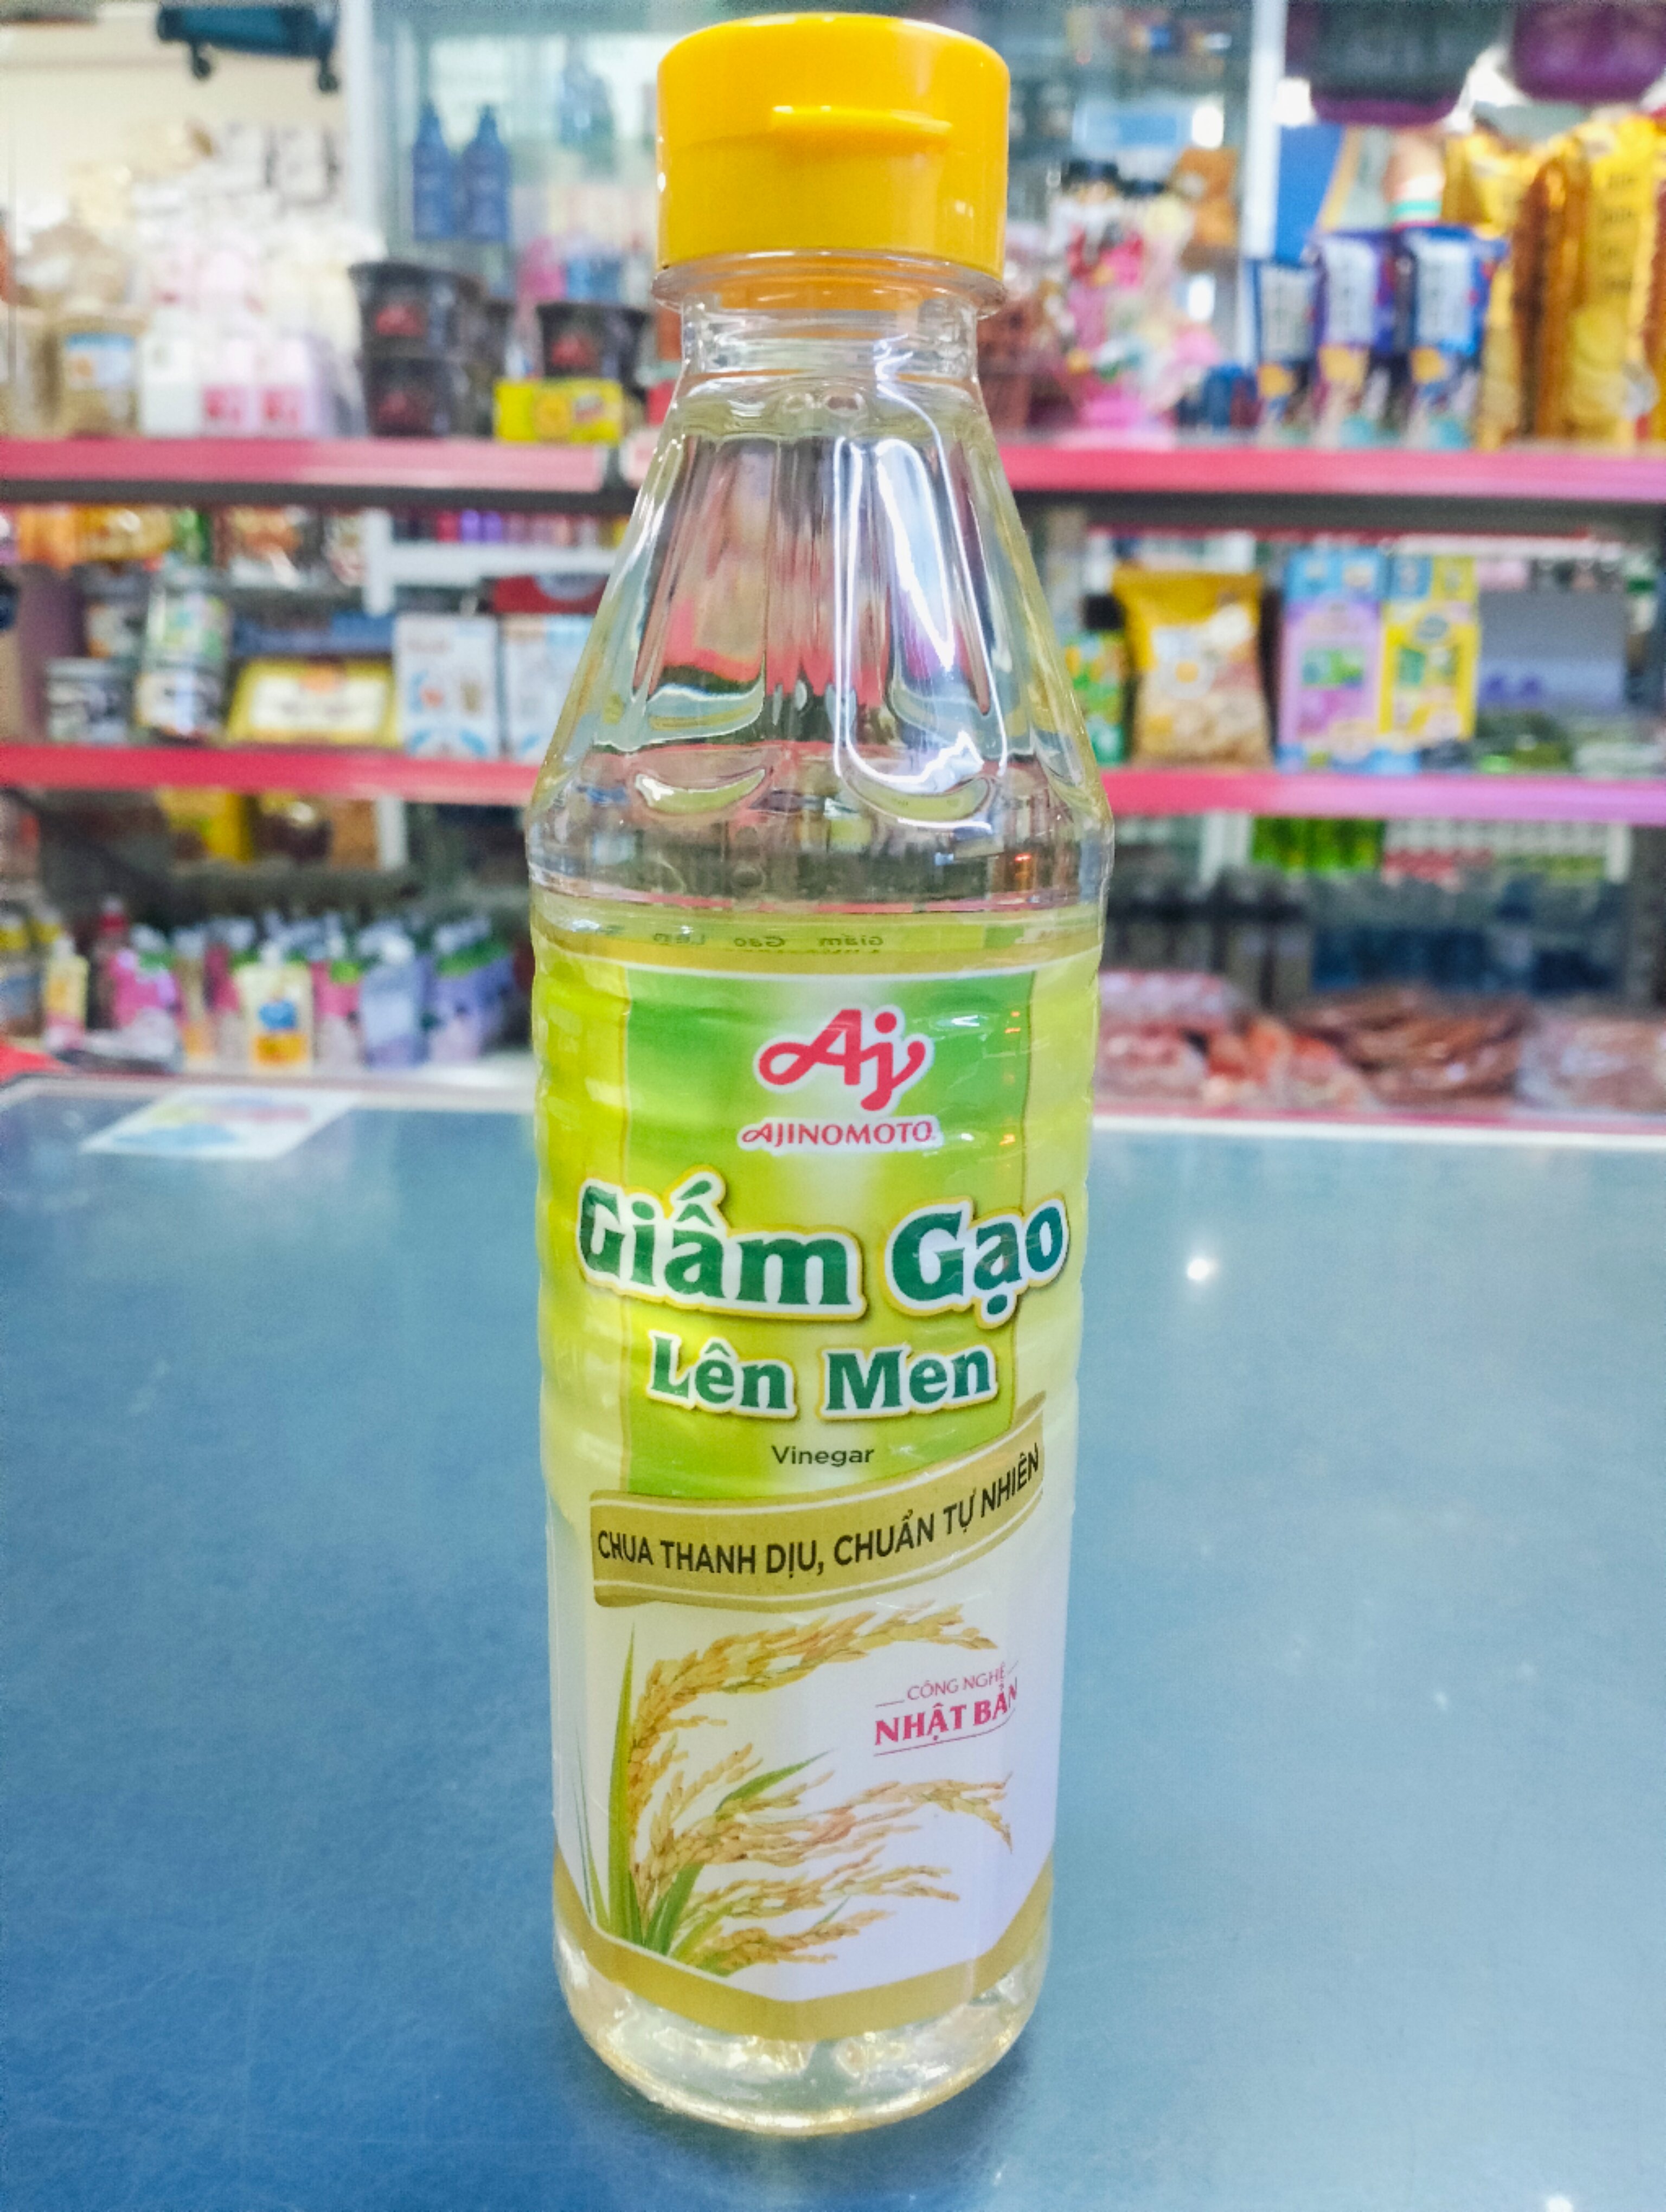 Aj
AJINOMOTO
Giấm Gạo
Lên Men
Vinegar
CHUA THANH DỊU, CHUẨN TỰ NHIÊN
CÔNG NGHỆ
NHẬT BẢN